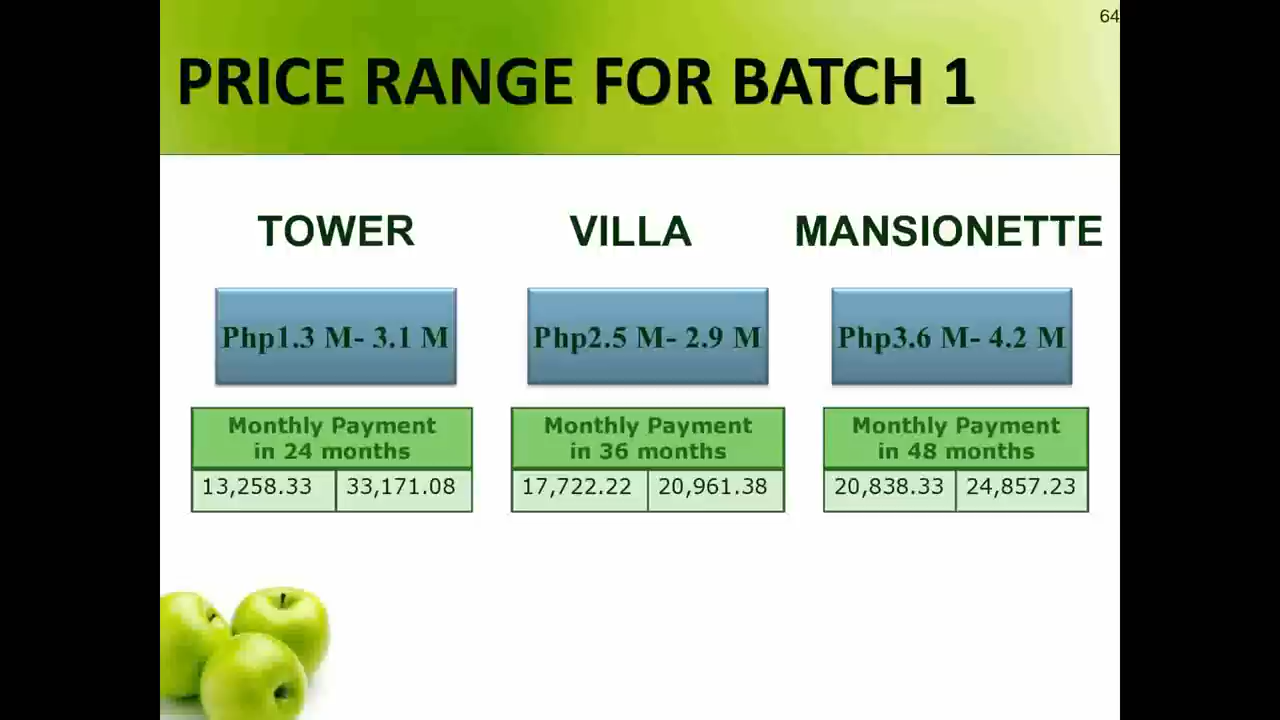 64
PRICE RANGE FOR BATCH 1
TOWER
VILLA
MANSIONETTE
Php1.3 M- 3.1 M
Php2.5 M- 2.9 M
Php3.6 M- 4.2 M
Monthly Payment
in 24 months
13,258.33 33,171.08
Monthly Payment
in 36 months
17,722.22 20,961.38
Monthly Payment
in 48 months
20,838.33 24,857.23